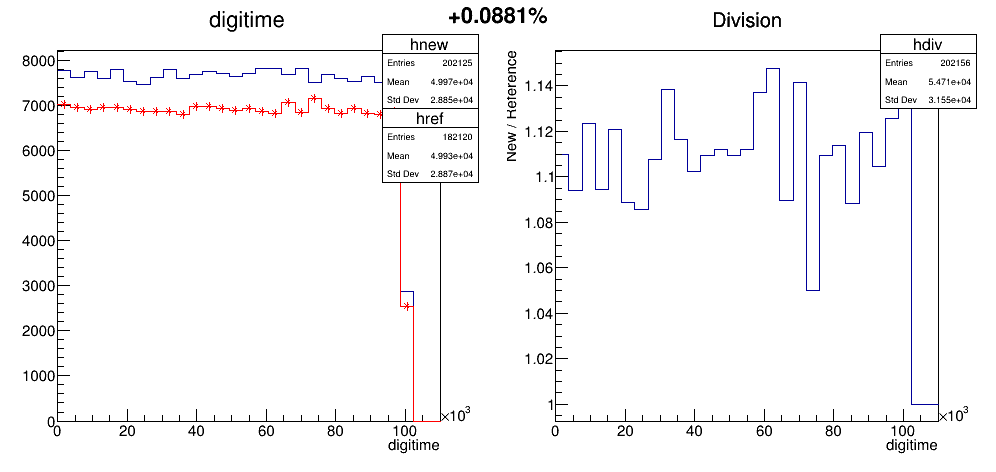 digitime
+0.0881%
Division
hnew
Entries 202125
Mean 4.997e+04
Std Dev 2.885e+04
href
Entries 182120
Mean 4.993e+04
Std Dev 2.887e+04
8000
7000
6000
5000
4000
3000
2000
1000
0
0 20 40 60 80 100 ×10³
digitime
hdiv
Entries 202156
Mean 5.471e+04
Std Dev 3.155e+04
New / Reference
1.14
1.12
1.1
1.08
1.06
1.04
1.02
1
0 20 40 60 80 100 ×10³
digitime